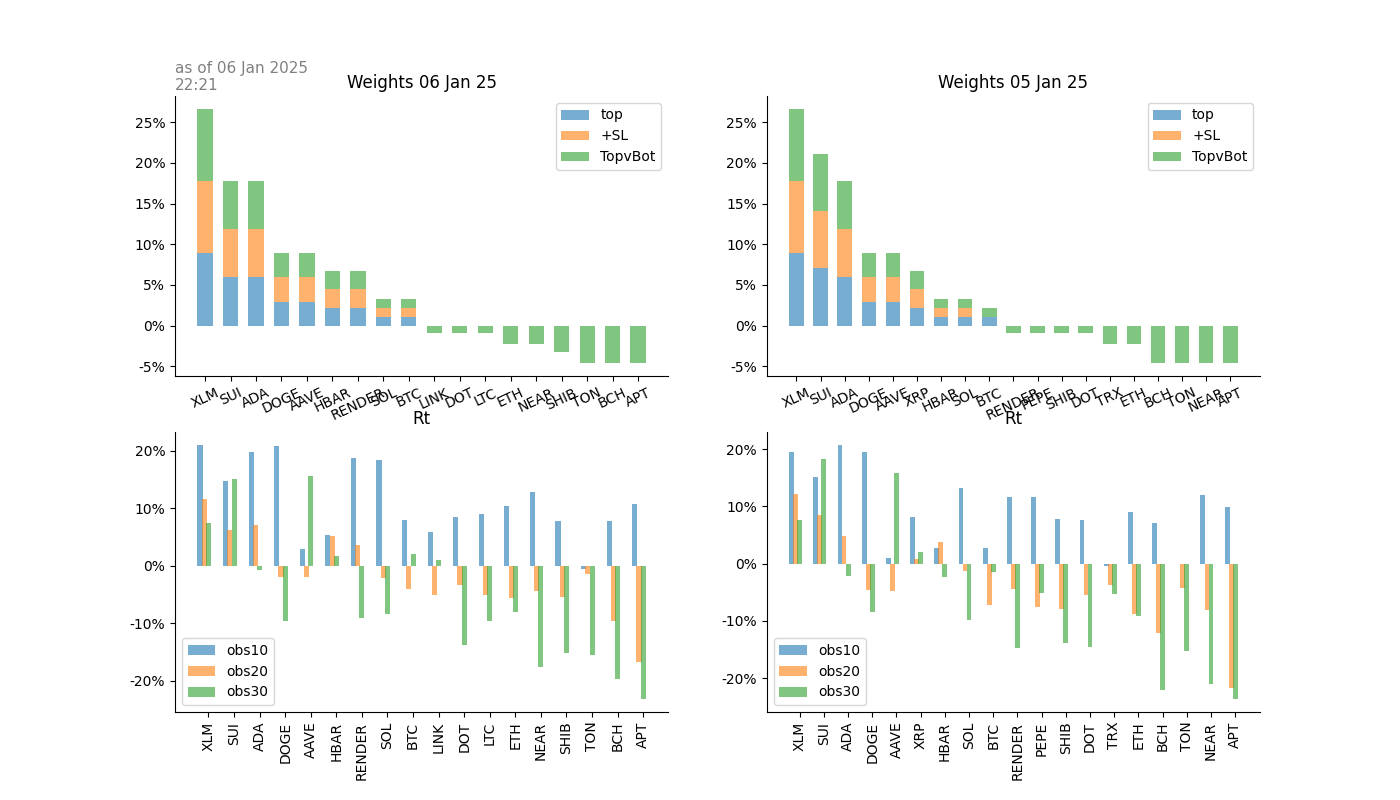 as of 06 Jan 2025
22:21
Weights 06 Jan 25
25%
20%
15%
10%
5%
0%
-5%
top
+SL
TopvBot
XLM SUI ADA DOGE AAVE HBAR RENDER SOL BTC LINK DOT LTC ETH NEAR SHIB TON BCH APT
Weights 05 Jan 25
25%
20%
15%
10%
5%
0%
-5%
top
+SL
TopvBot
XLM SUI ADA DOGE AAVE XRP HBAR SOL BTC RENDER PEPE SHIB DOT TRX ETH BCH TON NEAR APT
Rt
20%
10%
0%
-10%
-20%
obs10
obs20
obs30
XLM SUI ADA DOGE AAVE HBAR RENDER SOL BTC LINK DOT LTC ETH NEAR SHIB TON BCH APT
Rt
20%
10%
0%
-10%
-20%
obs10
obs20
obs30
XLM SUI ADA DOGE AAVE XRP HBAR SOL BTC RENDER PEPE SHIB DOT TRX ETH BCH TON NEAR APT